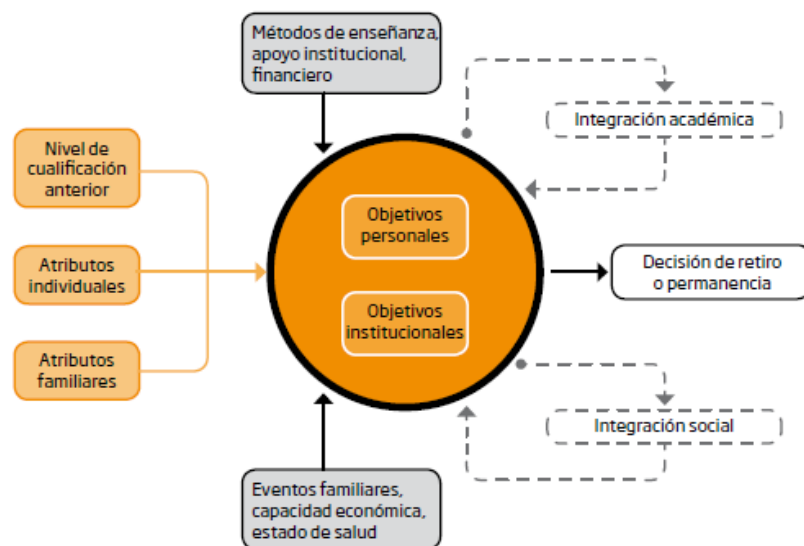 Métodos de enseñanza,
apoyo institucional,
financiero
Integración académica
Nivel de
cualificación
anterior
Objetivos
personales
Atributos
individuales
Decisión de retiro
o permanencia
Objetivos
institucionales
Atributos
familiares
Integración social
Eventos familiares,
capacidad económica,
estado de salud